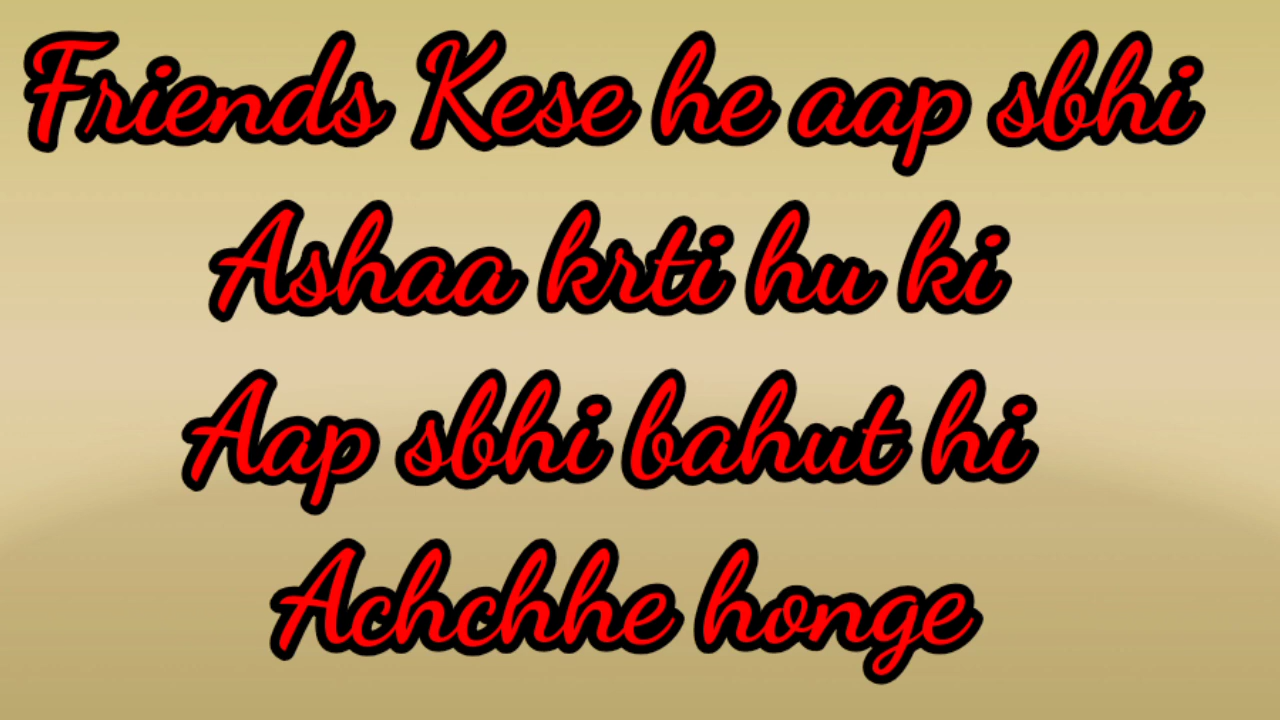 Friends Kese he aap sbhi
Ashaa krti hu ki
Aap sbhi bahut hi
Achchhe honge